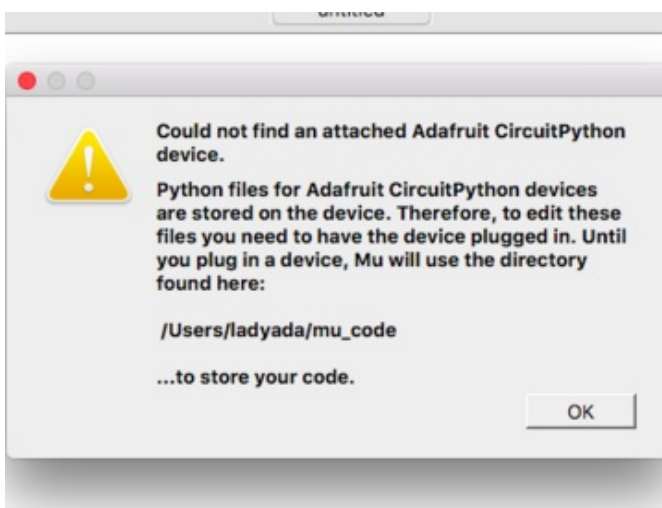 untitled
Could not find an attached Adafruit CircuitPython
device.
Python files for Adafruit CircuitPython devices
are stored on the device. Therefore, to edit these
files you need to have the device plugged in. Until
you plug in a device, Mu will use the directory
found here:
/Users/ladyada/mu_code
...to store your code.
OK